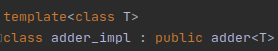 template<class T>
class adder_impl : public adder<T>